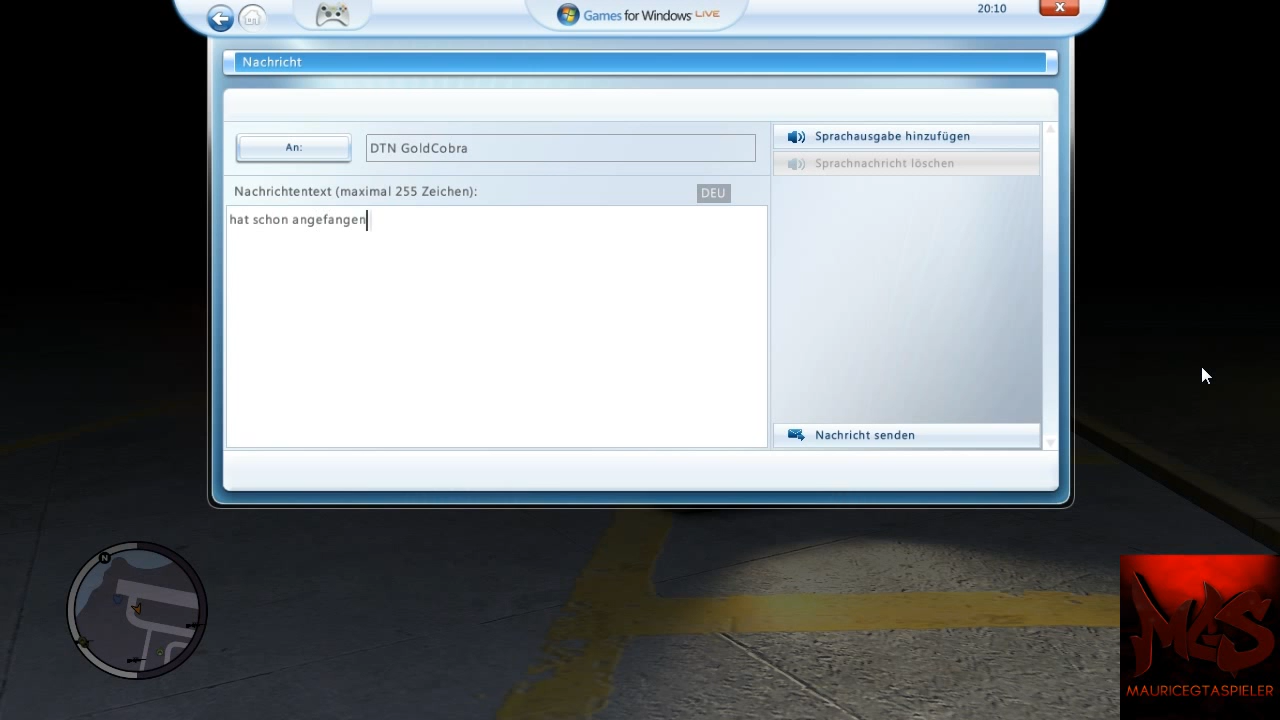 Games for Windows LIVE
20:10
Nachricht
An:
DTN GoldCobra
Sprachausgabe hinzufügen
Sprachnachricht löschen
Nachrichtentext (maximal 255 Zeichen):
DEU
hat schon angefangen
Nachricht senden
N
MGS
MAURICEGTASPIELER